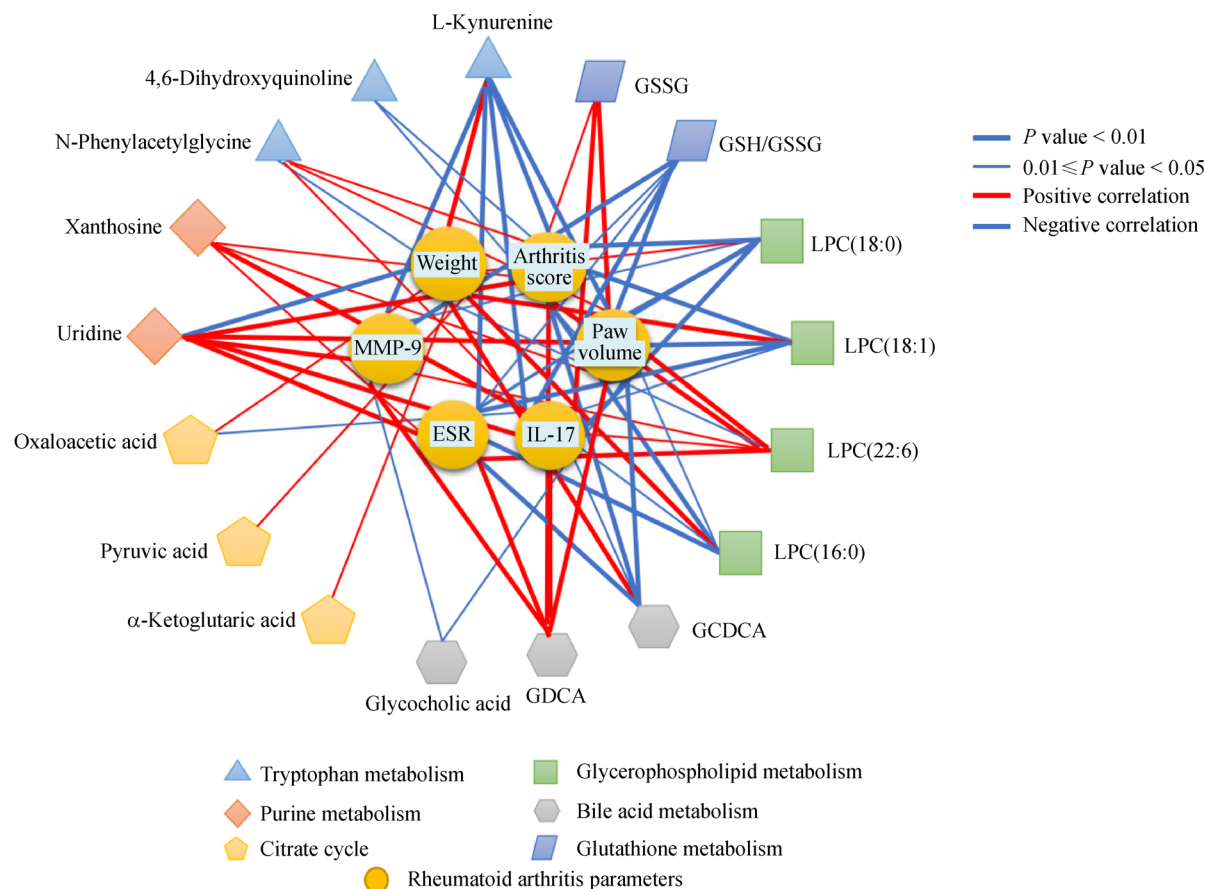 L-Kynurenine
4,6-Dihydroxyquinoline
GSSG
N-Phenylacetylglycine
GSH/GSSG
P value < 0.01
0.01⩽P value < 0.05
Positive correlation
Negative correlation
Xanthosine
LPC(18:0)
Weight
Arthritis
score
Uridine
MMP-9
Paw
volume
LPC(18:1)
Oxaloacetic acid
ESR
IL-17
LPC(22:6)
Pyruvic acid
LPC(16:0)
α-Ketoglutaric acid
GCDCA
Glycocholic acid
GDCA
Tryptophan metabolism
Glycerophospholipid metabolism
Purine metabolism
Bile acid metabolism
Citrate cycle
Glutathione metabolism
Rheumatoid arthritis parameters